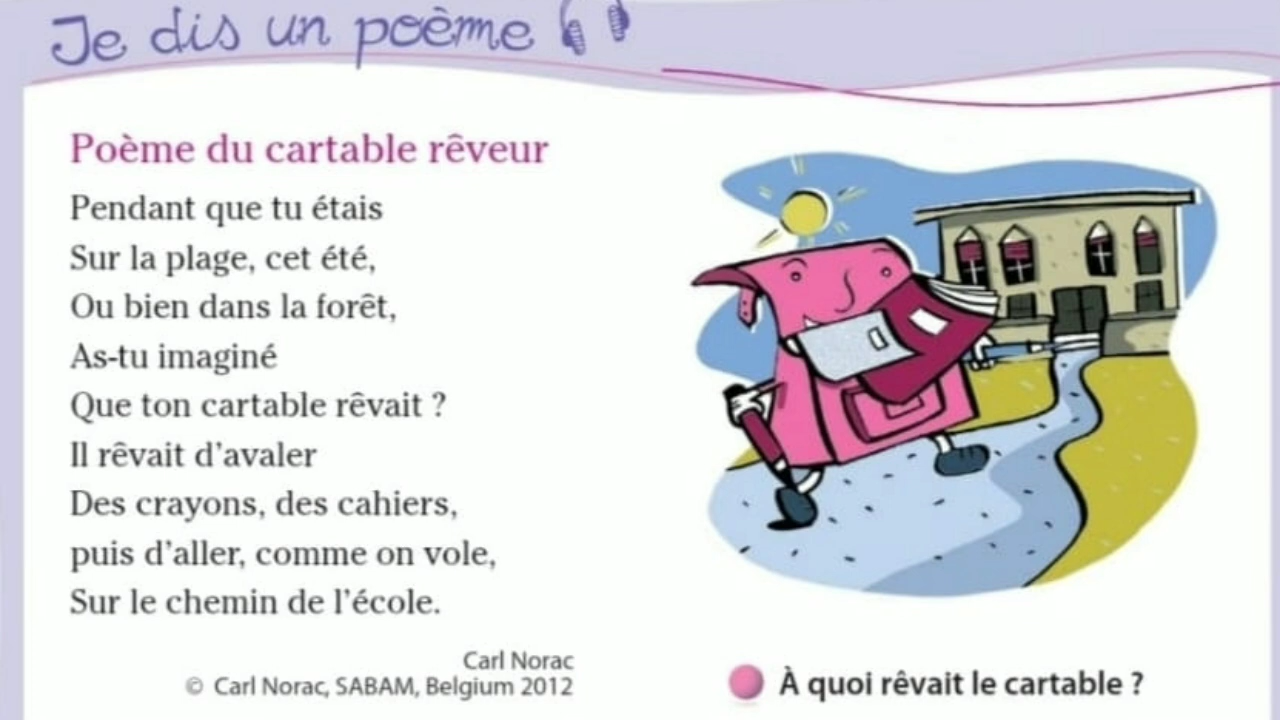 Je dis un poème
Poème du cartable rêveur
Pendant que tu étais
Sur la plage, cet été,
Ou bien dans la forêt,
As-tu imaginé
Que ton cartable rêvait ?
Il rêvait d'avaler
Des crayons, des cahiers,
puis d'aller, comme on vole,
Sur le chemin de l'école.
Carl Norac
© Carl Norac, SABAM, Belgium 2012
À quoi rêvait le cartable ?